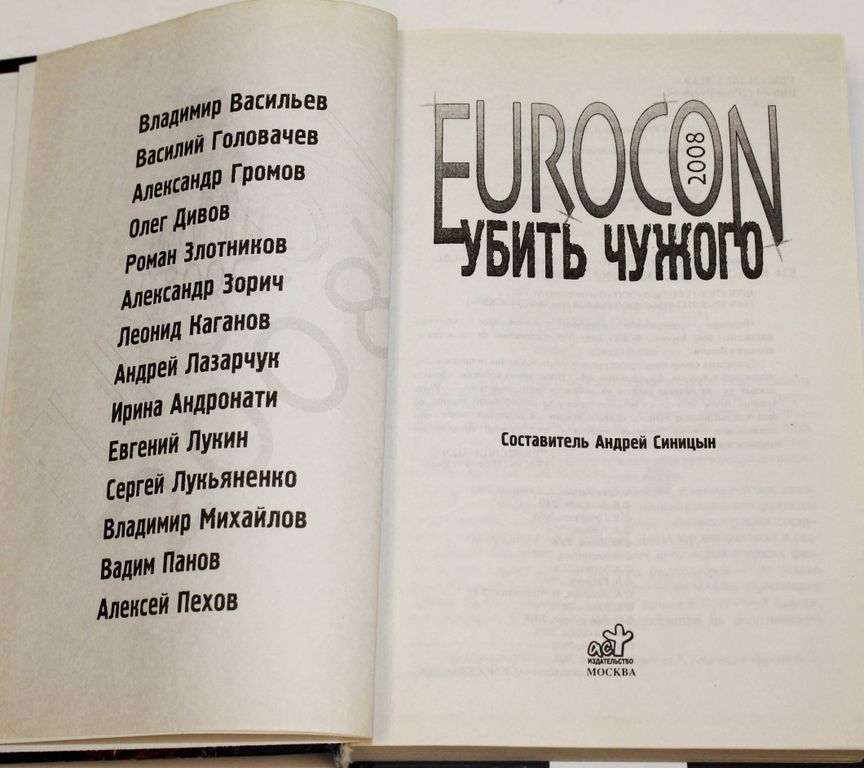 Владимир Васильев
Василий Головачев
Александр Громов
Олег Дивов
Роман Злотников
Александр Зорич
Леонид Каганов
Андрей Лазарчук
Ирина Андронати
Евгений Лукин
Сергей Лукьяненко
Владимир Михайлов
Вадим Панов
Алексей Пехов
EUROCON
2008
УБИТЬ ЧУЖОГО
Составитель Андрей Синицын
аст
ИЗДАТЕЛЬСТВО
МОСКВА